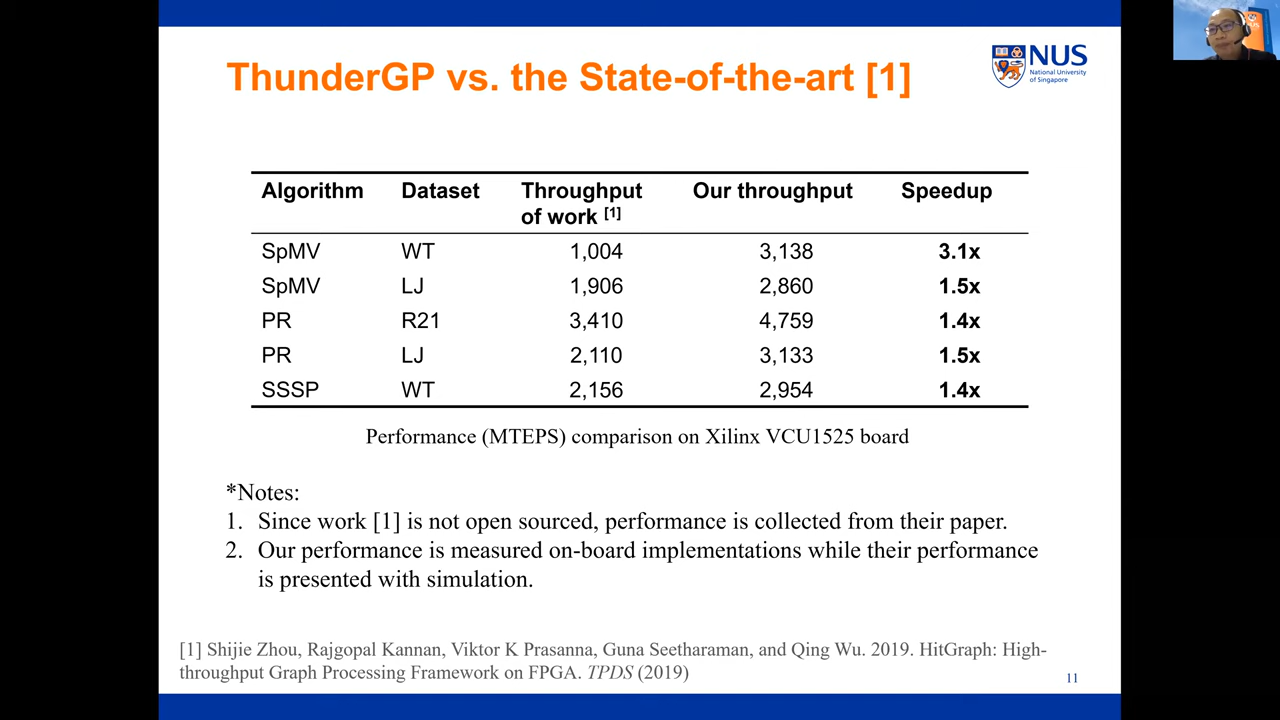 ThunderGP vs. the State-of-the-art [1]
NUS
National University
of Singapore
Algorithm Dataset Throughput of work [1] Our throughput Speedup
SpMV WT 1,004 3,138 3.1x
SpMV LJ 1,906 2,860 1.5x
PR R21 3,410 4,759 1.4x
PR LJ 2,110 3,133 1.5x
SSSP WT 2,156 2,954 1.4x
Performance (MTEPS) comparison on Xilinx VCU1525 board
*Notes:
1. Since work [1] is not open sourced, performance is collected from their paper.
2. Our performance is measured on-board implementations while their performance
is presented with simulation.
[1] Shijie Zhou, Rajgopal Kannan, Viktor K Prasanna, Guna Seetharaman, and Qing Wu. 2019. HitGraph: High-
throughput Graph Processing Framework on FPGA. TPDS (2019)
11
NUS